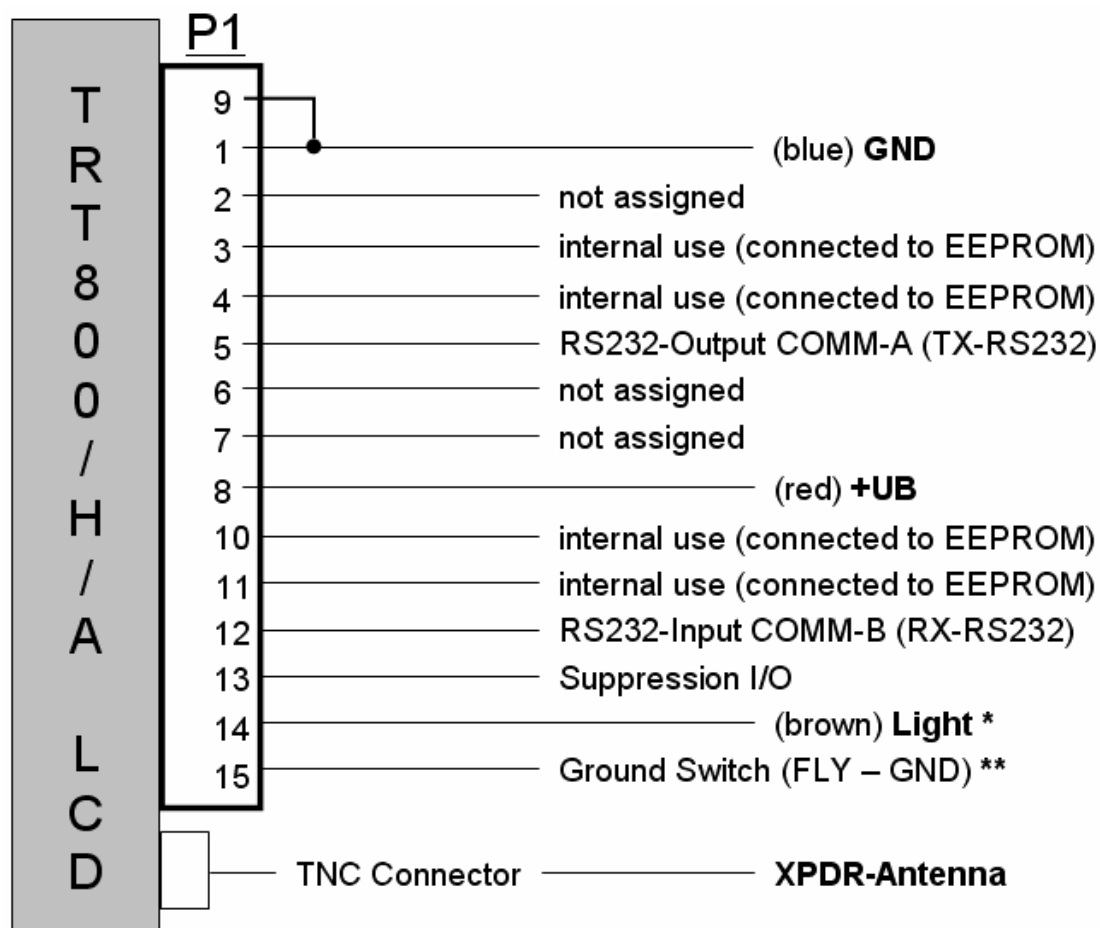 P1
TRT800/H/A LCD
9
1 (blue) GND
2 not assigned
3 internal use (connected to EEPROM)
4 internal use (connected to EEPROM)
5 RS232-Output COMM-A (TX-RS232)
6 not assigned
7 not assigned
8 (red) +UB
10 internal use (connected to EEPROM)
11 internal use (connected to EEPROM)
12 RS232-Input COMM-B (RX-RS232)
13 Suppression I/O
14 (brown) Light *
15 Ground Switch (FLY – GND) **
TNC Connector XPDR-Antenna